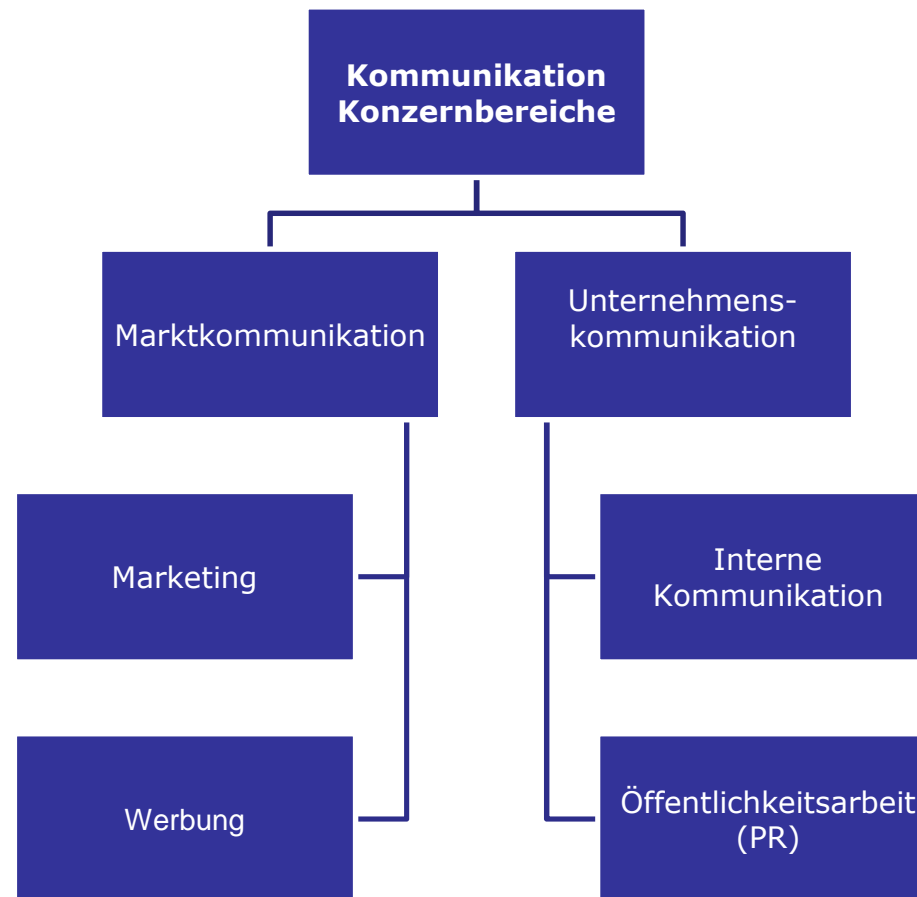 Kommunikation
Konzernbereiche
Marktkommunikation
Unternehmens-
kommunikation
Marketing
Interne
Kommunikation
Werbung
Öffentlichkeitsarbeit
(PR)